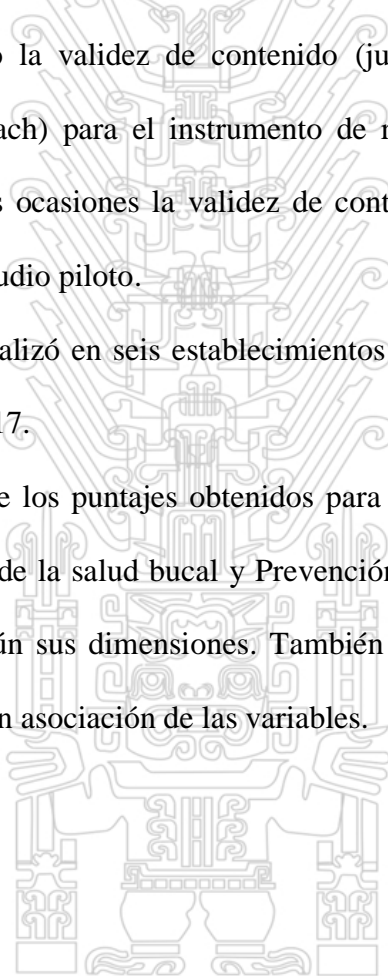 la validez de contenido (ju
ach) para el instrumento de
ocasiones la validez de cont
udio piloto.
alizó en seis establecimientos
17.
e los puntajes obtenidos para
de la salud bucal y Prevención
ún sus dimensiones. También
n asociación de las variables.